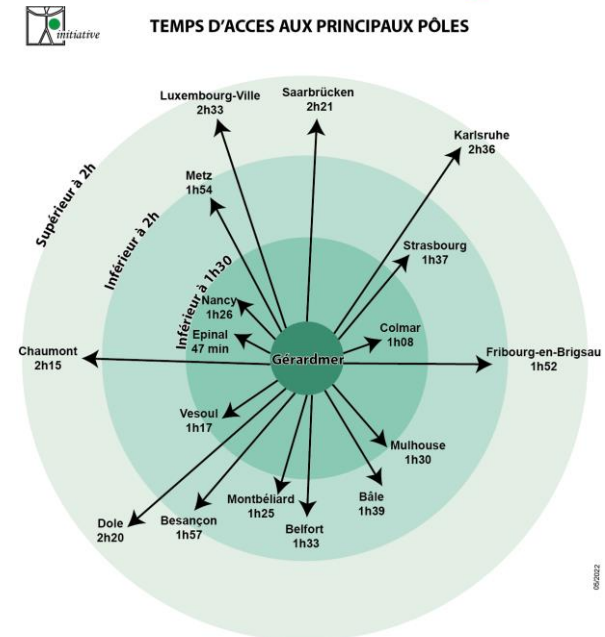 initiative
TEMPS D'ACCES AUX PRINCIPAUX PÔLES
Luxembourg-Ville
2h33
Saarbrücken
2h21
Karlsruhe
2h36
Supérieur à 2h
Metz
1h54
Inférieur à 2h
Strasbourg
1h37
Inférieur à 1h30
Nancy
1h26
Epinal
47 min
Colmar
1h08
Gérardmer
Chaumont
2h15
Fribourg-en-Brigsau
1h52
Vesoul
1h17
Mulhouse
1h30
Montbéliard
1h25
Bâle
1h39
Dole
2h20
Besançon
1h57
Belfort
1h33
05/2022